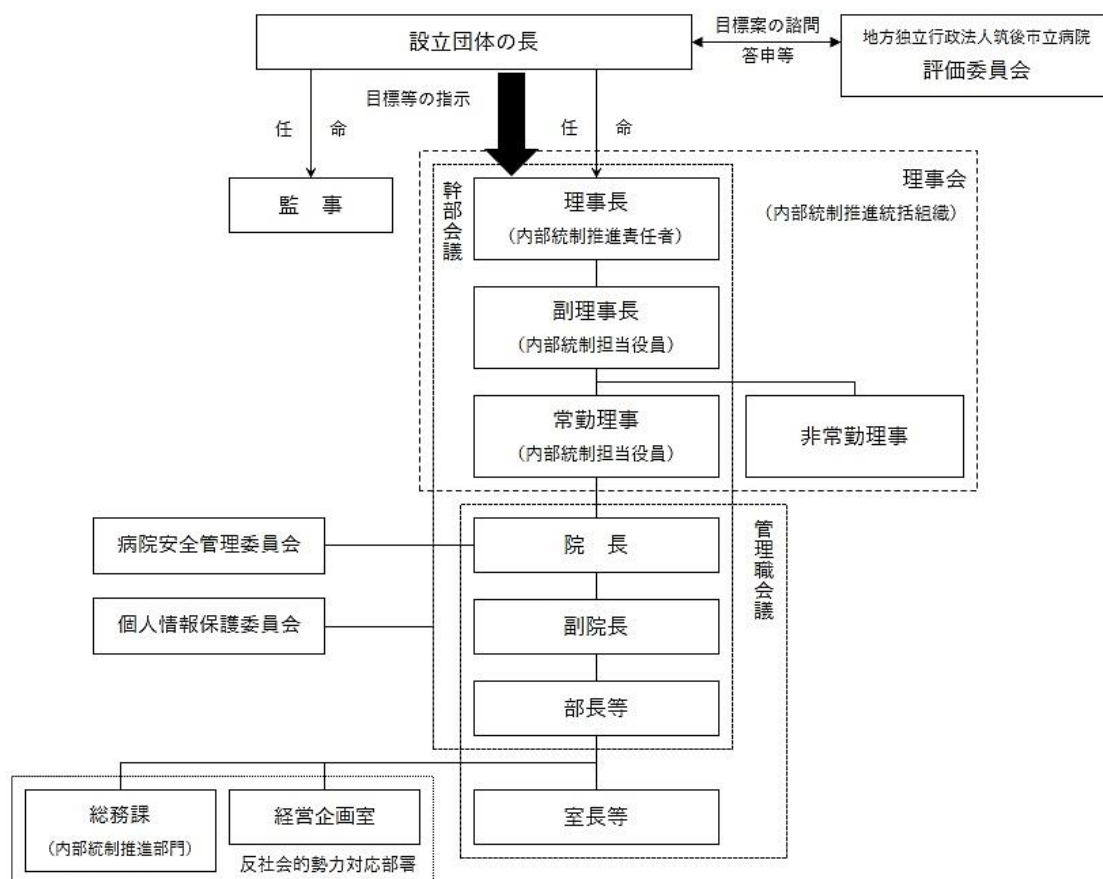 設立団体の長
目標案の諮問
答申等
地方独立行政法人筑後市立病院
評価委員会
目標等の指示
任 命
任 命
監 事
幹部会議
理事長
（内部統制推進責任者）
理事会
（内部統制推進統括組織）
副理事長
（内部統制担当役員）
常勤理事
（内部統制担当役員）
非常勤理事
病院安全管理委員会
院 長
管理職会議
個人情報保護委員会
副院長
部長等
総務課
（内部統制推進部門）
経営企画室
室長等
反社会的勢力対応部署